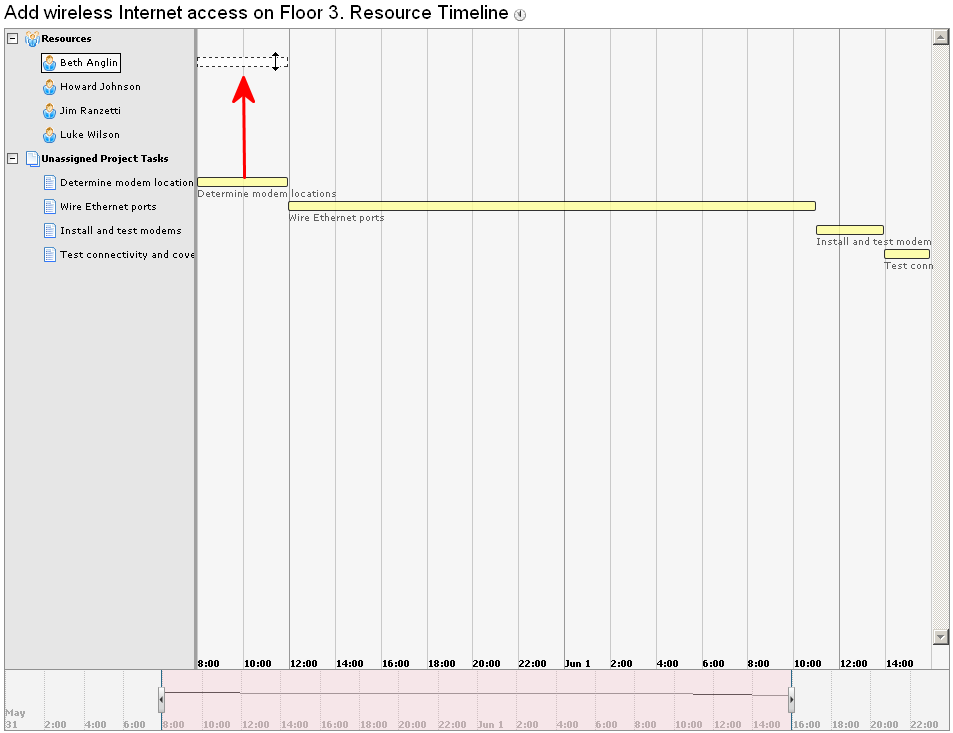 Add wireless Internet access on Floor 3. Resource Timeline
Resources
Beth Anglin
Howard Johnson
Jim Ranzetti
Luke Wilson
Unassigned Project Tasks
Determine modem location
Determine modem locations
Wire Ethernet ports
Wire Ethernet ports
Install and test modems
Install and test modem
Test connectivity and cove
Test conn
8:00 10:00 12:00 14:00 16:00 18:00 20:00 22:00 Jun 1 2:00 4:00 6:00 8:00 10:00 12:00 14:00
May
31 2:00 4:00 6:00 8:00 10:00 12:00 14:00 16:00 18:00 20:00 22:00 Jun 1 2:00 4:00 6:00 8:00 10:00 12:00 14:00 16:00 18:00 20:00 22:00